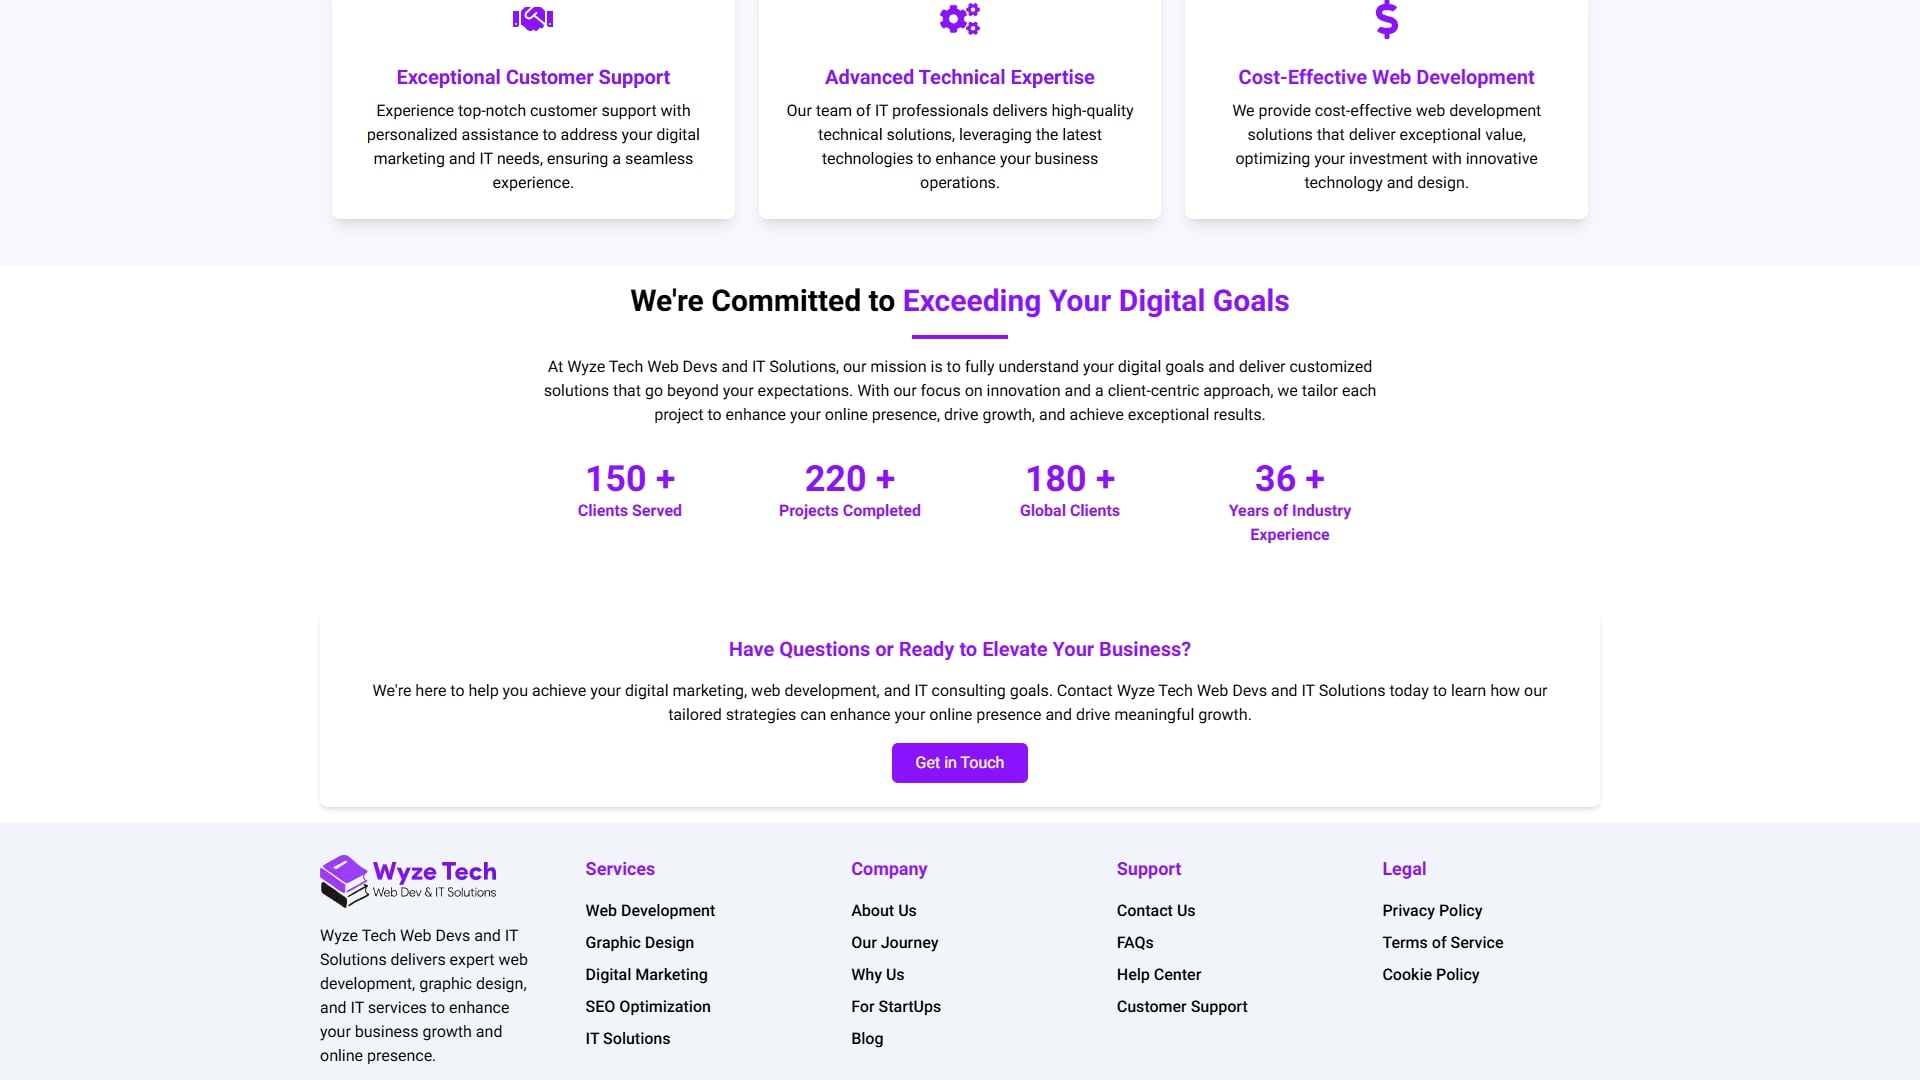 Exceptional Customer Support
Experience top-notch customer support with
personalized assistance to address your digital
marketing and IT needs, ensuring a seamless
experience.
Advanced Technical Expertise
Our team of IT professionals delivers high-quality
technical solutions, leveraging the latest
technologies to enhance your business
operations.
Cost-Effective Web Development
We provide cost-effective web development
solutions that deliver exceptional value,
optimizing your investment with innovative
technology and design.
We're Committed to Exceeding Your Digital Goals
At Wyze Tech Web Devs and IT Solutions, our mission is to fully understand your digital goals and deliver customized
solutions that go beyond your expectations. With our focus on innovation and a client-centric approach, we tailor each
project to enhance your online presence, drive growth, and achieve exceptional results.
150 +
Clients Served
220 +
Projects Completed
180 +
Global Clients
36 +
Years of Industry
Experience
Have Questions or Ready to Elevate Your Business?
We're here to help you achieve your digital marketing, web development, and IT consulting goals. Contact Wyze Tech Web Devs and IT Solutions today to learn how our
tailored strategies can enhance your online presence and drive meaningful growth.
Get in Touch
Wyze Tech
Web Dev & IT Solutions
Wyze Tech Web Devs and IT
Solutions delivers expert web
development, graphic design,
and IT services to enhance
your business growth and
online presence.
Services
Web Development
Graphic Design
Digital Marketing
SEO Optimization
IT Solutions
Company
About Us
Our Journey
Why Us
For StartUps
Blog
Support
Contact Us
FAQs
Help Center
Customer Support
Legal
Privacy Policy
Terms of Service
Cookie Policy